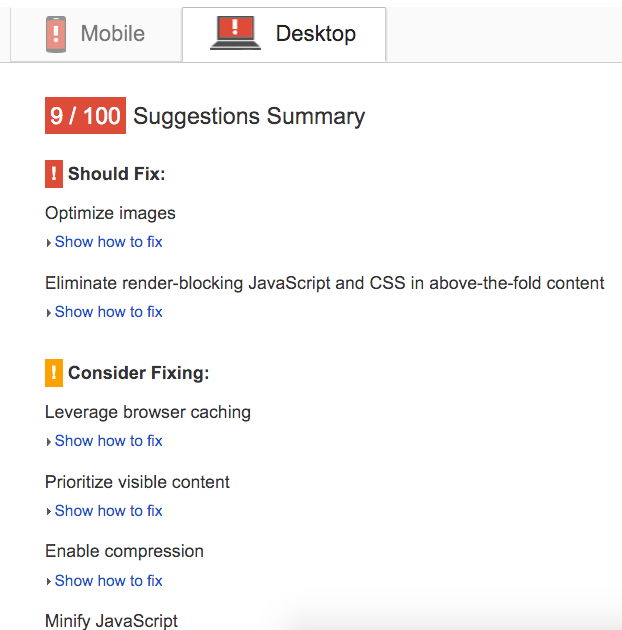 Mobile
Desktop
9 / 100 Suggestions Summary
! Should Fix:
Optimize images
Show how to fix
Eliminate render-blocking JavaScript and CSS in above-the-fold content
Show how to fix
! Consider Fixing:
Leverage browser caching
Show how to fix
Prioritize visible content
Show how to fix
Enable compression
Show how to fix
Minify JavaScript